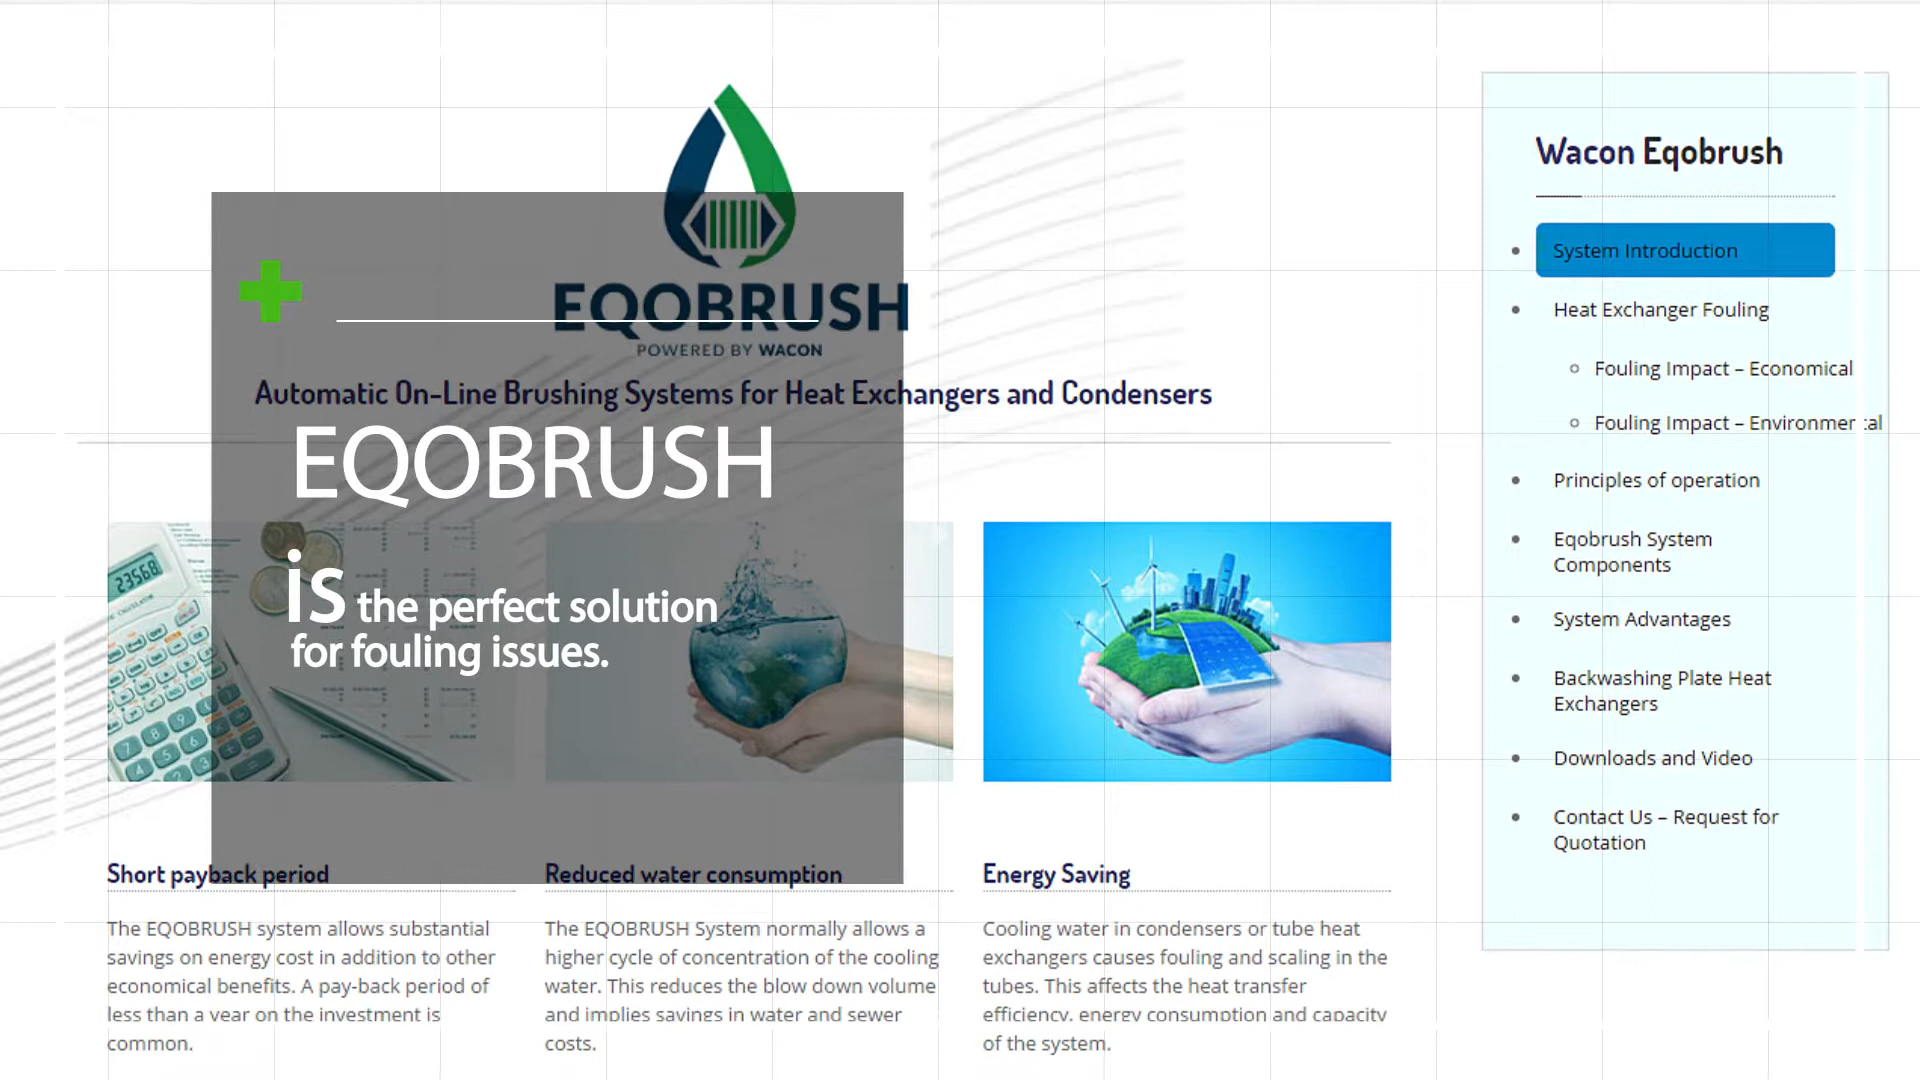 EQOBRUSH
POWERED BY WACON
Automatic On-Line Brushing Systems for Heat Exchangers and Condensers
EQOBRUSH
is the perfect solution
for fouling issues.
23568
Short payback period
The EQOBRUSH system allows substantial
savings on energy cost in addition to other
economical benefits. A pay-back period of
less than a year on the investment is
common.
Reduced water consumption
The EQOBRUSH System normally allows a
higher cycle of concentration of the cooling
water. This reduces the blow down volume
and implies savings in water and sewer
costs.
Energy Saving
Cooling water in condensers or tube heat
exchangers causes fouling and scaling in the
tubes. This affects the heat transfer
efficiency, energy consumption and capacity
of the system.
Wacon Eqobrush
System Introduction
Heat Exchanger Fouling
Fouling Impact – Economical
Fouling Impact – Environmental
Principles of operation
Eqobrush System
Components
System Advantages
Backwashing Plate Heat
Exchangers
Downloads and Video
Contact Us – Request for
Quotation